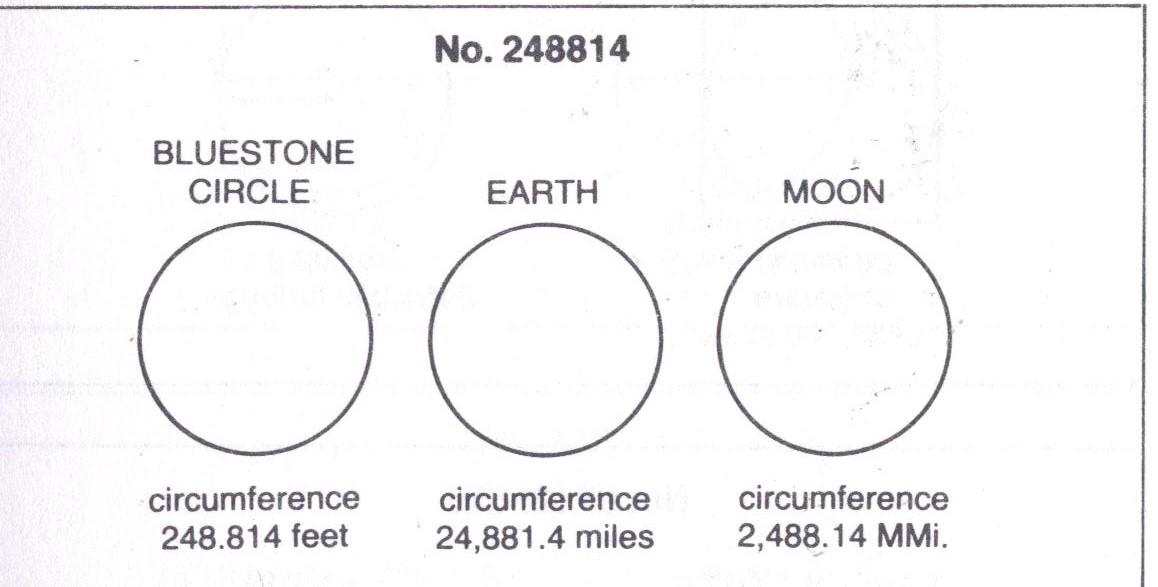 No. 248814
BLUESTONE
CIRCLE
EARTH
MOON
circumference
248.814 feet
circumference
24,881.4 miles
circumference
2,488.14 MMi.